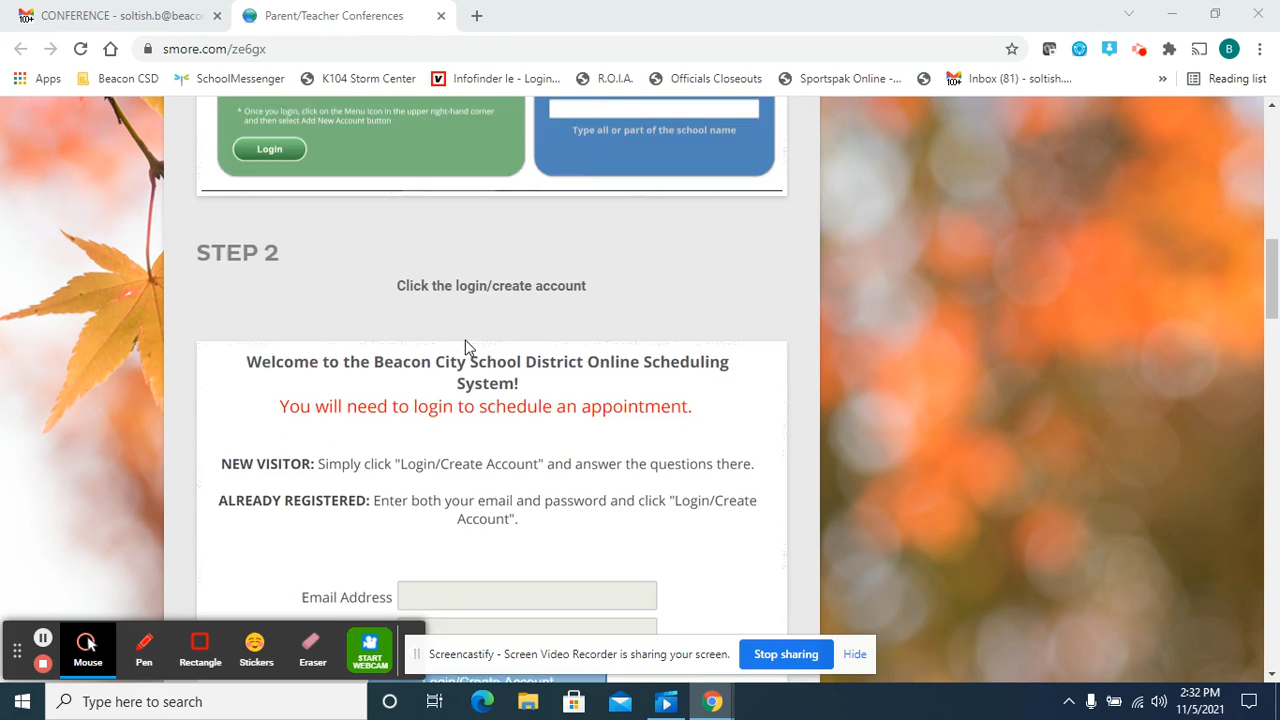 CONFERENCE - soltish.b@beaco
Parent/Teacher Conferences
smore.com/ze6gx
B
Apps
Beacon CSD
SchoolMessenger
K104 Storm Center
Infofinder le - Login...
R.O.I.A.
Officials Closeouts
Sportspak Online -...
Inbox (81) - soltish....
»
Reading list
* Once you login, click on the Menu Icon in the upper right-hand corner
and then select Add New Account button
Login
Type all or part of the school name
STEP 2
Click the login/create account
Welcome to the Beacon City School District Online Scheduling
System!
You will need to login to schedule an appointment.
NEW VISITOR: Simply click "Login/Create Account" and answer the questions there.
ALREADY REGISTERED: Enter both your email and password and click "Login/Create
Account".
Email Address
Login/Create Account
Mouse
Pen
Rectangle
Stickers
Eraser
START
WEBCAM
Screencastify - Screen Video Recorder is sharing your screen.
Stop sharing
Hide
Type here to search
2:32 PM
11/5/2021